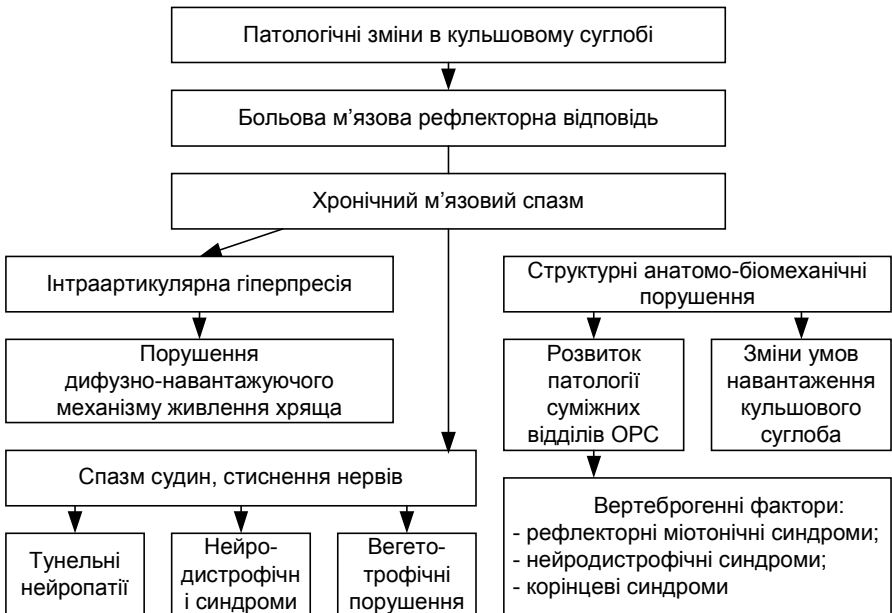 Патологічні зміни в кульшовому суглобі
Больова м’язова рефлекторна відповідь
Хронічний м’язовий спазм
Інтраартикулярна гіперпресія
Порушення
дифузно-навантажуючого
механізму живлення хряща
Спазм судин, стиснення нервів
Тунельні
нейропатії
Нейро-
дистрофічн
і синдроми
Вегето-
трофічні
порушення
Структурні анатомо-біомеханічні
порушення
Розвиток
патології
суміжних
відділів ОРС
Зміни умов
навантаження
кульшового
суглоба
Вертеброгенні фактори:
- рефлекторні міотонічні синдроми;
- нейродистрофічні синдроми;
- корінцеві синдроми